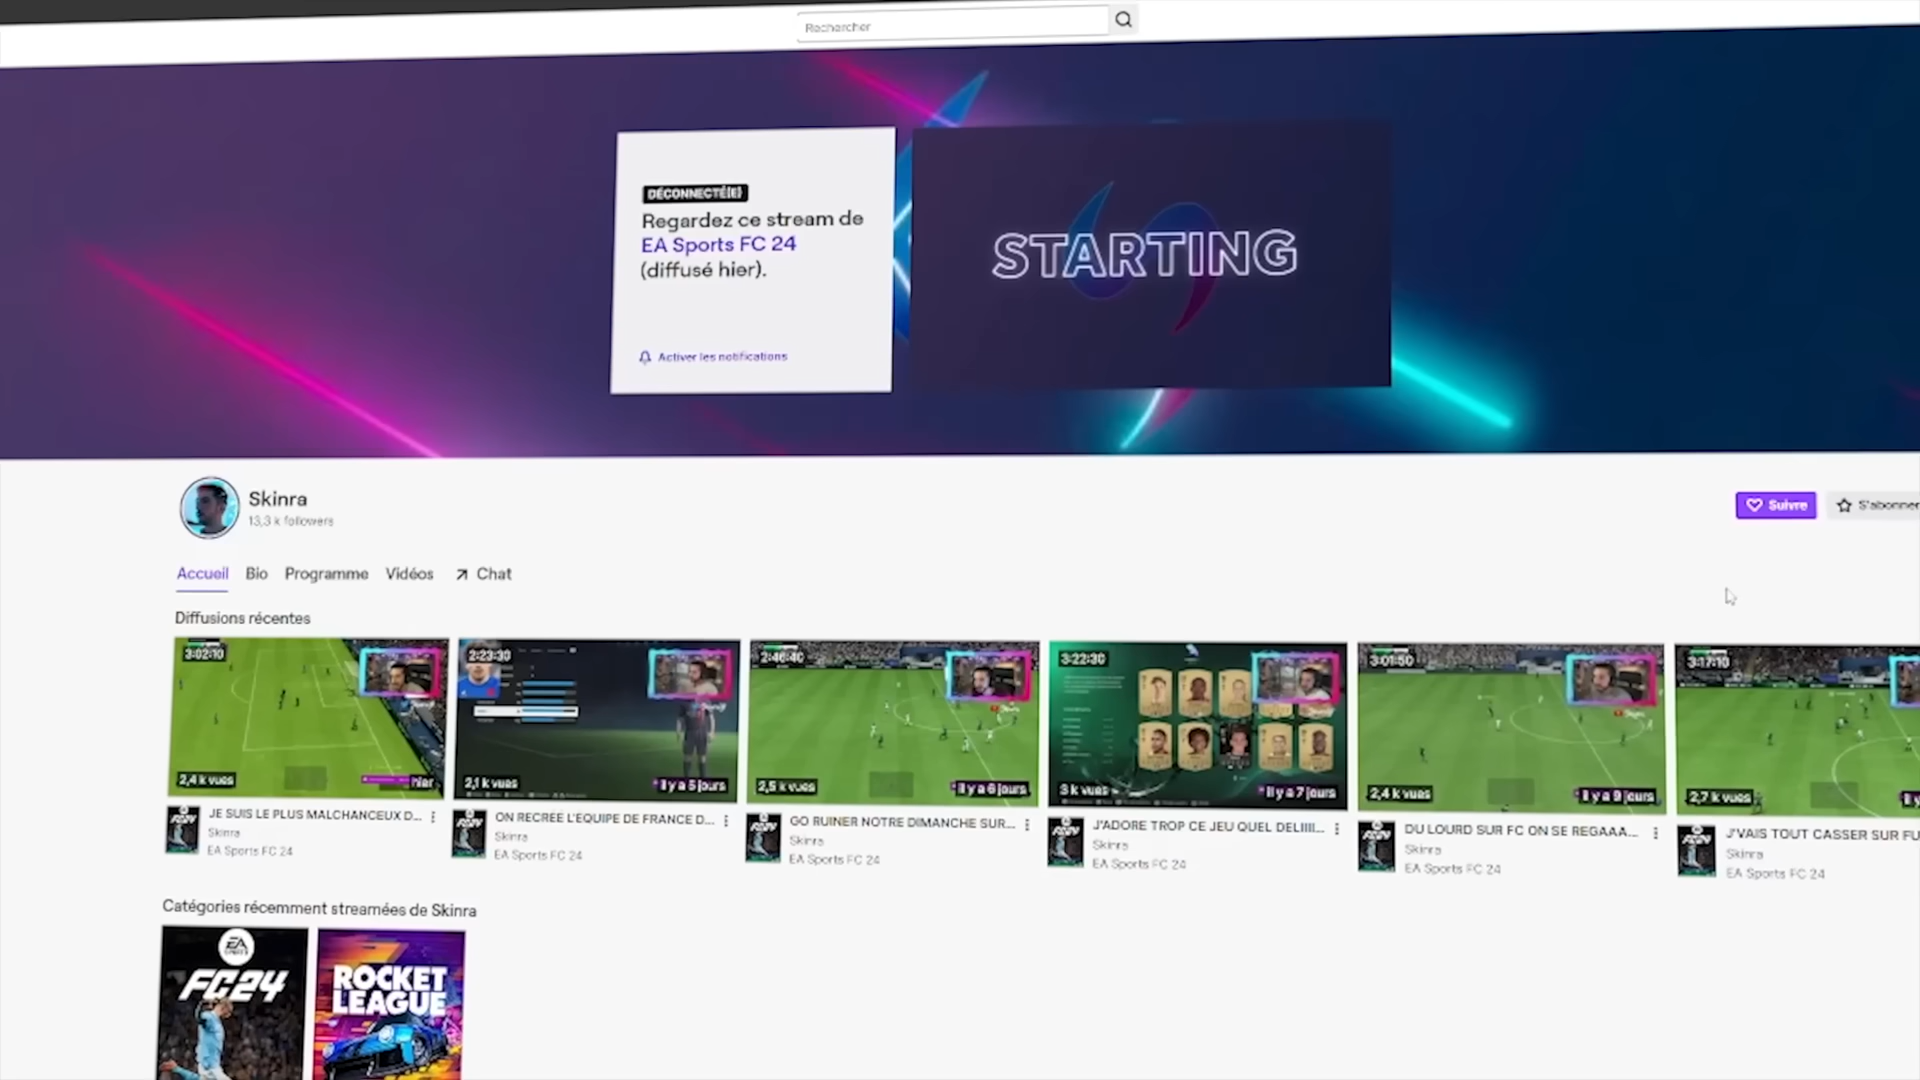 Rechercher
DÉCONNECTÉ(E)
Regardez ce stream de
EA Sports FC 24
(diffusé hier).
Activer les notifications
STARTING
Skinra
13,3 k followers
Suivre
S'abonner
Accueil
Bio
Programme
Vidéos
Chat
Diffusions récentes
3:02:10
2,4 k vues
hier
JE SUIS LE PLUS MALCHANCEUX D...
Skinra
EA Sports FC 24
2:23:30
2,1 k vues
il y a 5 jours
ON RECRÉE L'ÉQUIPE DE FRANCE D...
Skinra
EA Sports FC 24
2:46:40
2,5 k vues
il y a 6 jours
GO RUINER NOTRE DIMANCHE SUR...
Skinra
EA Sports FC 24
3:22:30
3 k vues
il y a 7 jours
J'ADORE TROP CE JEU QUEL DELIIII...
Skinra
EA Sports FC 24
3:01:50
2,4 k vues
il y a 9 jours
DU LOURD SUR FC ON SE REGAAA...
Skinra
EA Sports FC 24
3:17:10
2,7 k vues
J'VAIS TOUT CASSER SUR FU
Skinra
EA Sports FC 24
Catégories récemment streamées de Skinra
EA
SPORTS
FC24
ROCKET
LEAGUE